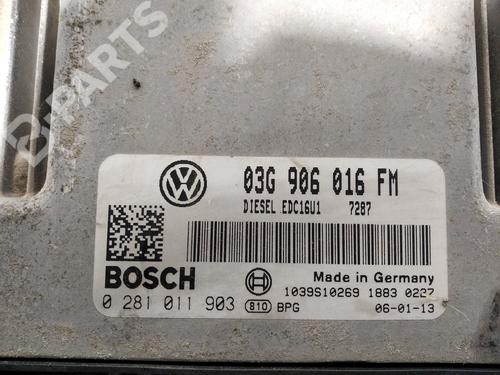 B-PARTS
03G 906 016 FM
DIESEL EDC16U1 7287
BOSCH
Made in Germany
1039S10269 1883 0227
0 281 011 903 810 BPG 06-01-13